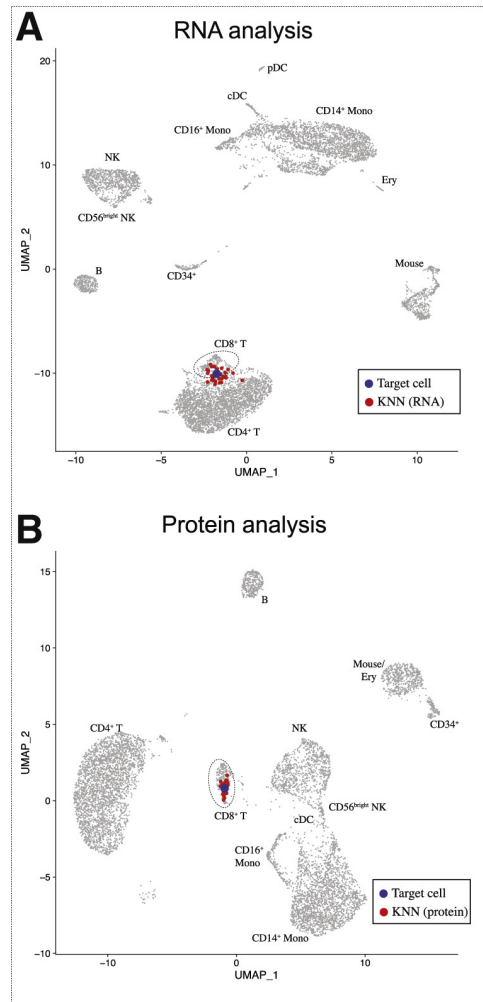 A
RNA analysis
20
pDC
cDC
CD14+ Mono
CD16+ Mono
NK
Ery
CD56bright NK
10
UMAP_2
B
CD34+
Mouse
0
CD8+ T
Target cell
KNN (RNA)
−10
CD4+ T
−10
−5
0
5
10
UMAP_1
B
Protein analysis
15
B
10
Mouse/
Ery
CD34+
5
CD4+ T
NK
UMAP_2
0
CD8+ T
CD56bright NK
cDC
CD16+
Mono
−5
Target cell
KNN (protein)
CD14+ Mono
−10
−10
0
10
UMAP_1